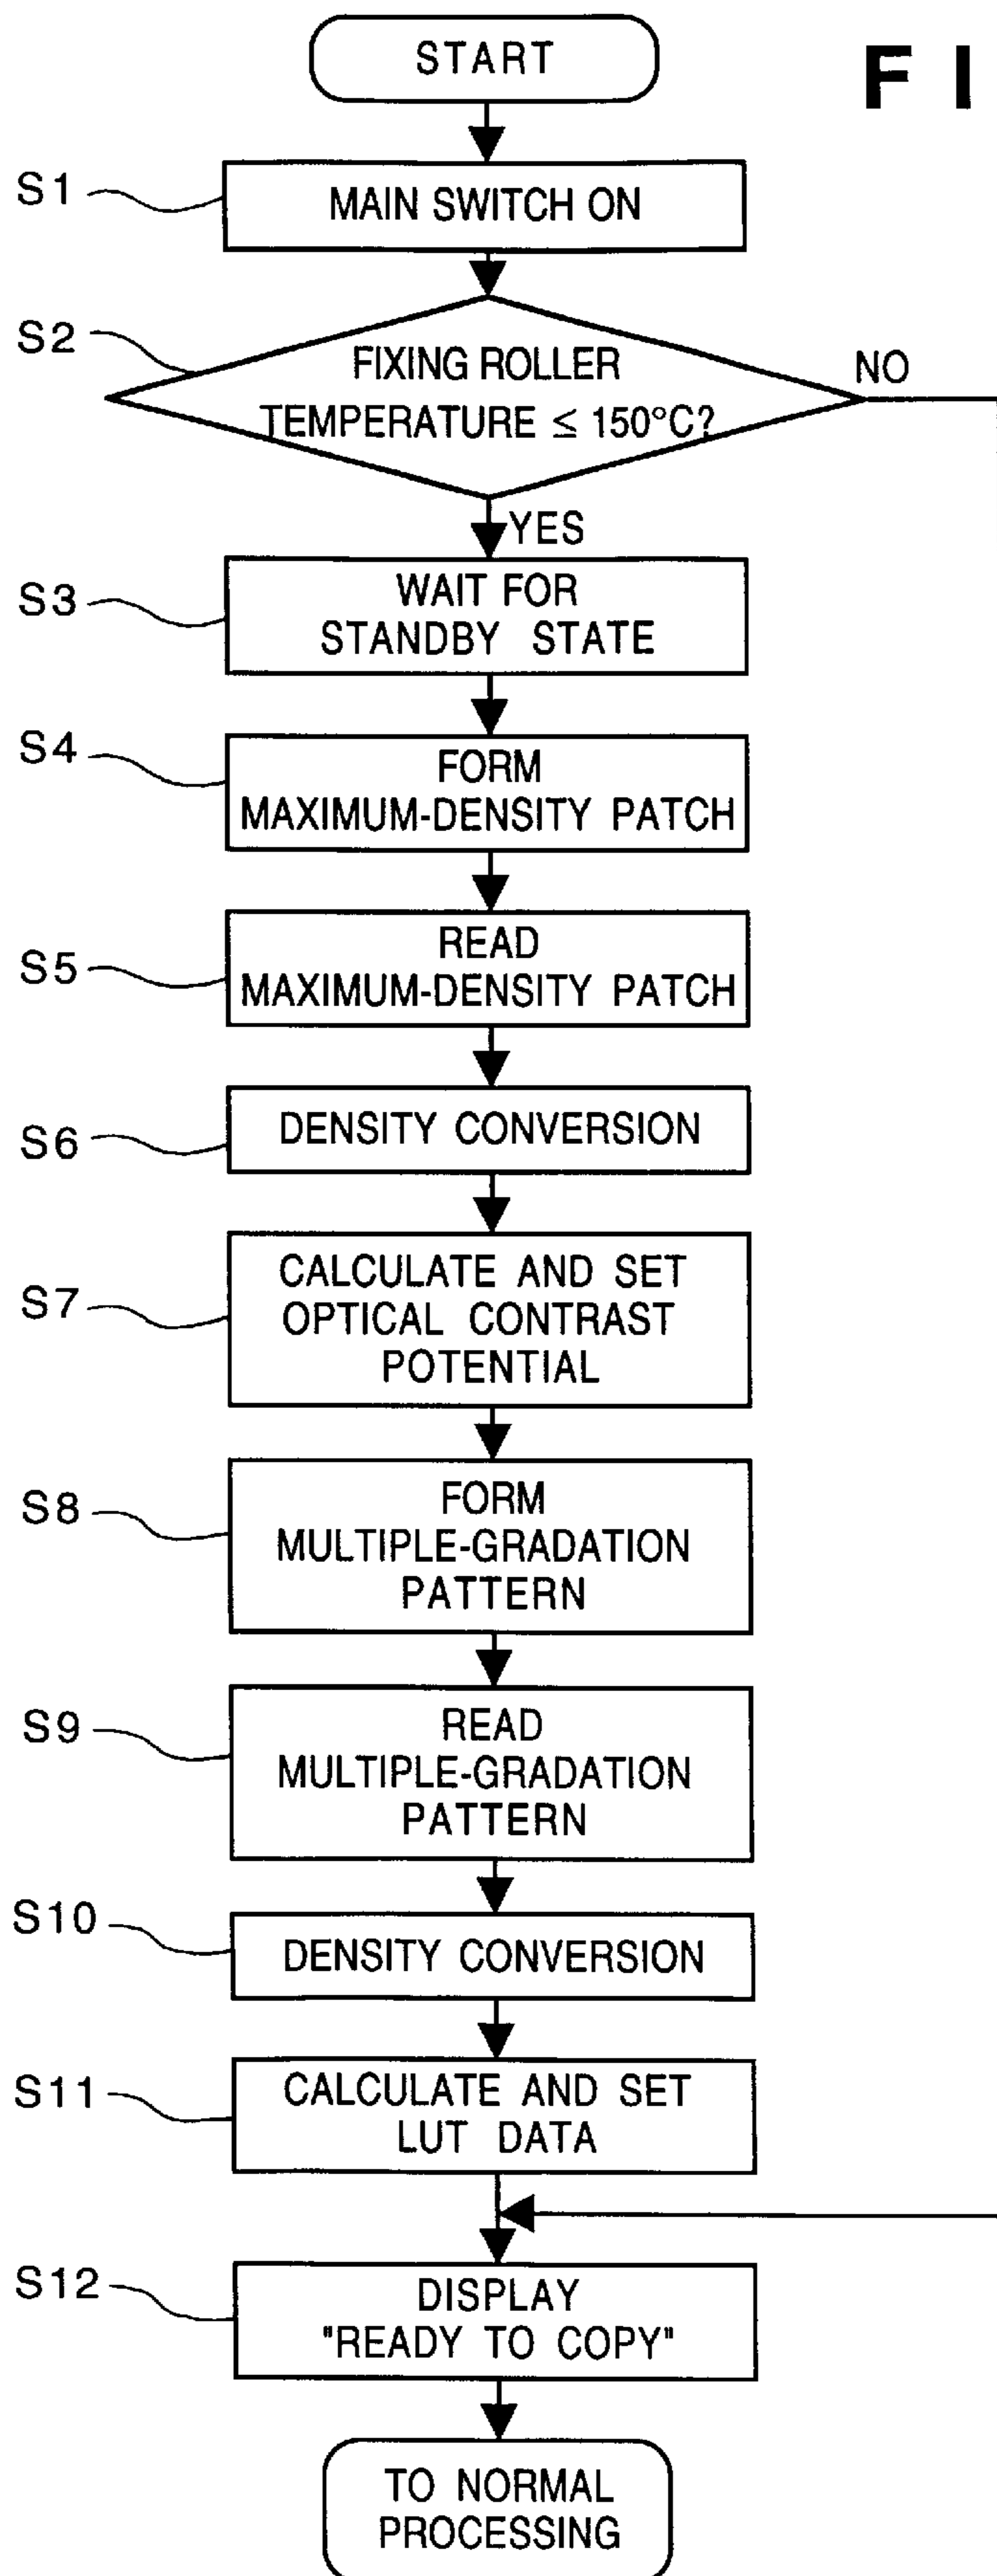 START
F I
S1
MAIN SWITCH ON
S2
FIXING ROLLER
TEMPERATURE ≤ 150°C?
NO
YES
S3
WAIT FOR
STANDBY STATE
S4
FORM
MAXIMUM-DENSITY PATCH
S5
READ
MAXIMUM-DENSITY PATCH
S6
DENSITY CONVERSION
S7
CALCULATE AND SET
OPTICAL CONTRAST
POTENTIAL
S8
FORM
MULTIPLE-GRADATION
PATTERN
S9
READ
MULTIPLE-GRADATION
PATTERN
S10
DENSITY CONVERSION
S11
CALCULATE AND SET
LUT DATA
S12
DISPLAY
"READY TO COPY"
TO NORMAL
PROCESSING